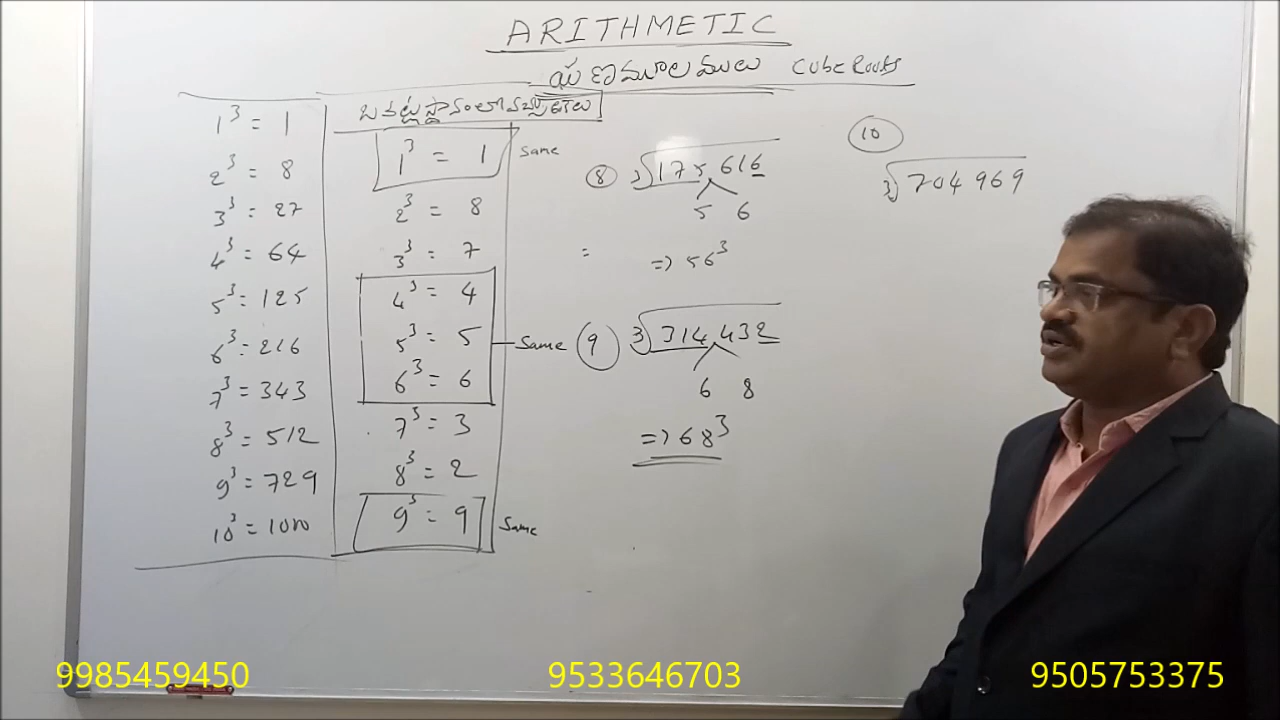 ARITHMETIC
ఘణమూలములు Cube Roots
1³ = 1
2³ = 8
3³ = 27
4³ = 64
5³ = 125
6³ = 216
7³ = 343
8³ = 512
9³ = 729
10³ = 1000
1³ = 1 Same
2³ = 8
3³ = 7
4³ = 4
5³ = 5 Same
6³ = 6
7³ = 3
8³ = 2
9³ = 9 Same
8 ∛175,616
5 6
=> 56³
9 ∛314,432
6 8
=> 68³
10
∛704969
9985459450 9533646703 9505753375